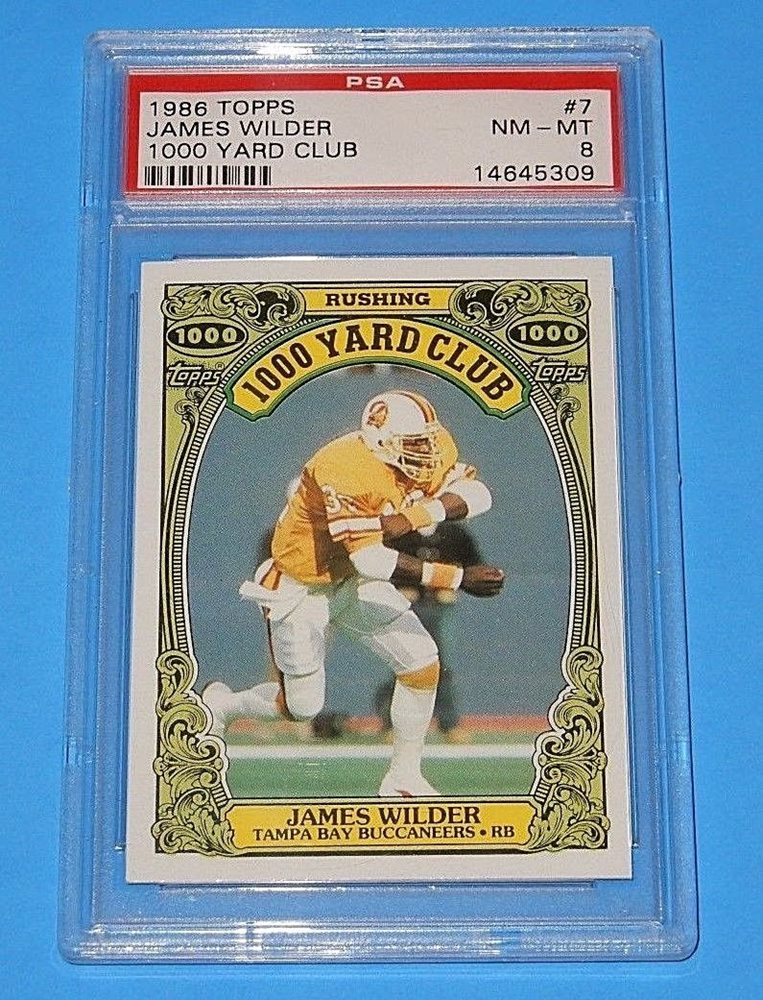 PSA
1986 TOPPS #7
JAMES WILDER NM - MT
1000 YARD CLUB 8
14645309
RUSHING
1000 1000
1000 YARD CLUB
topps® topps
3
JAMES WILDER
TAMPA BAY BUCCANEERS • RB